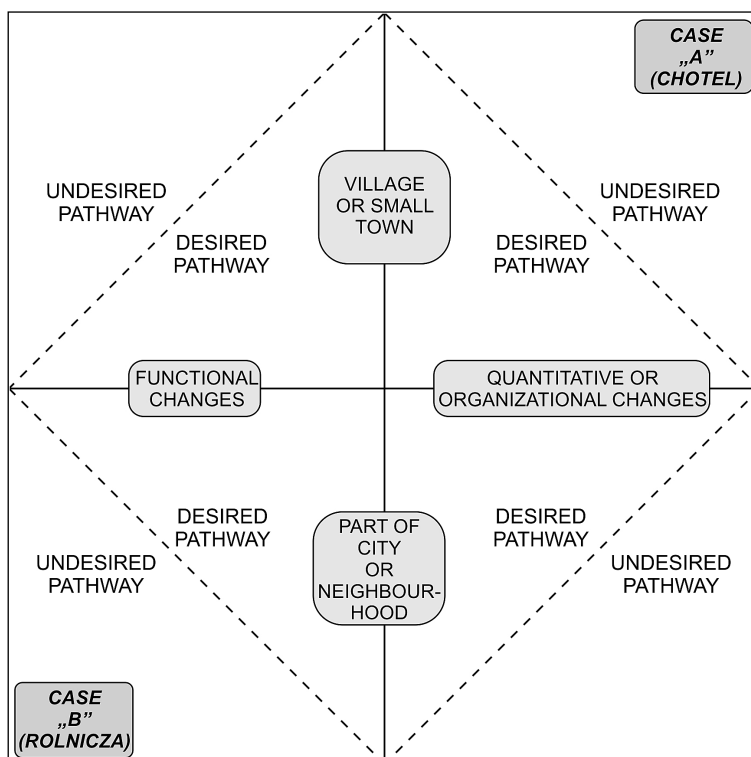 CASE
„A”
(CHOTEL)
VILLAGE
OR SMALL
TOWN
UNDESIRED
PATHWAY
UNDESIRED
PATHWAY
DESIRED
PATHWAY
DESIRED
PATHWAY
FUNCTIONAL
CHANGES
QUANTITATIVE OR
ORGANIZATIONAL CHANGES
DESIRED
PATHWAY
DESIRED
PATHWAY
PART OF
CITY
OR
NEIGHBOUR-
HOOD
UNDESIRED
PATHWAY
UNDESIRED
PATHWAY
CASE
„B”
(ROLNICZA)